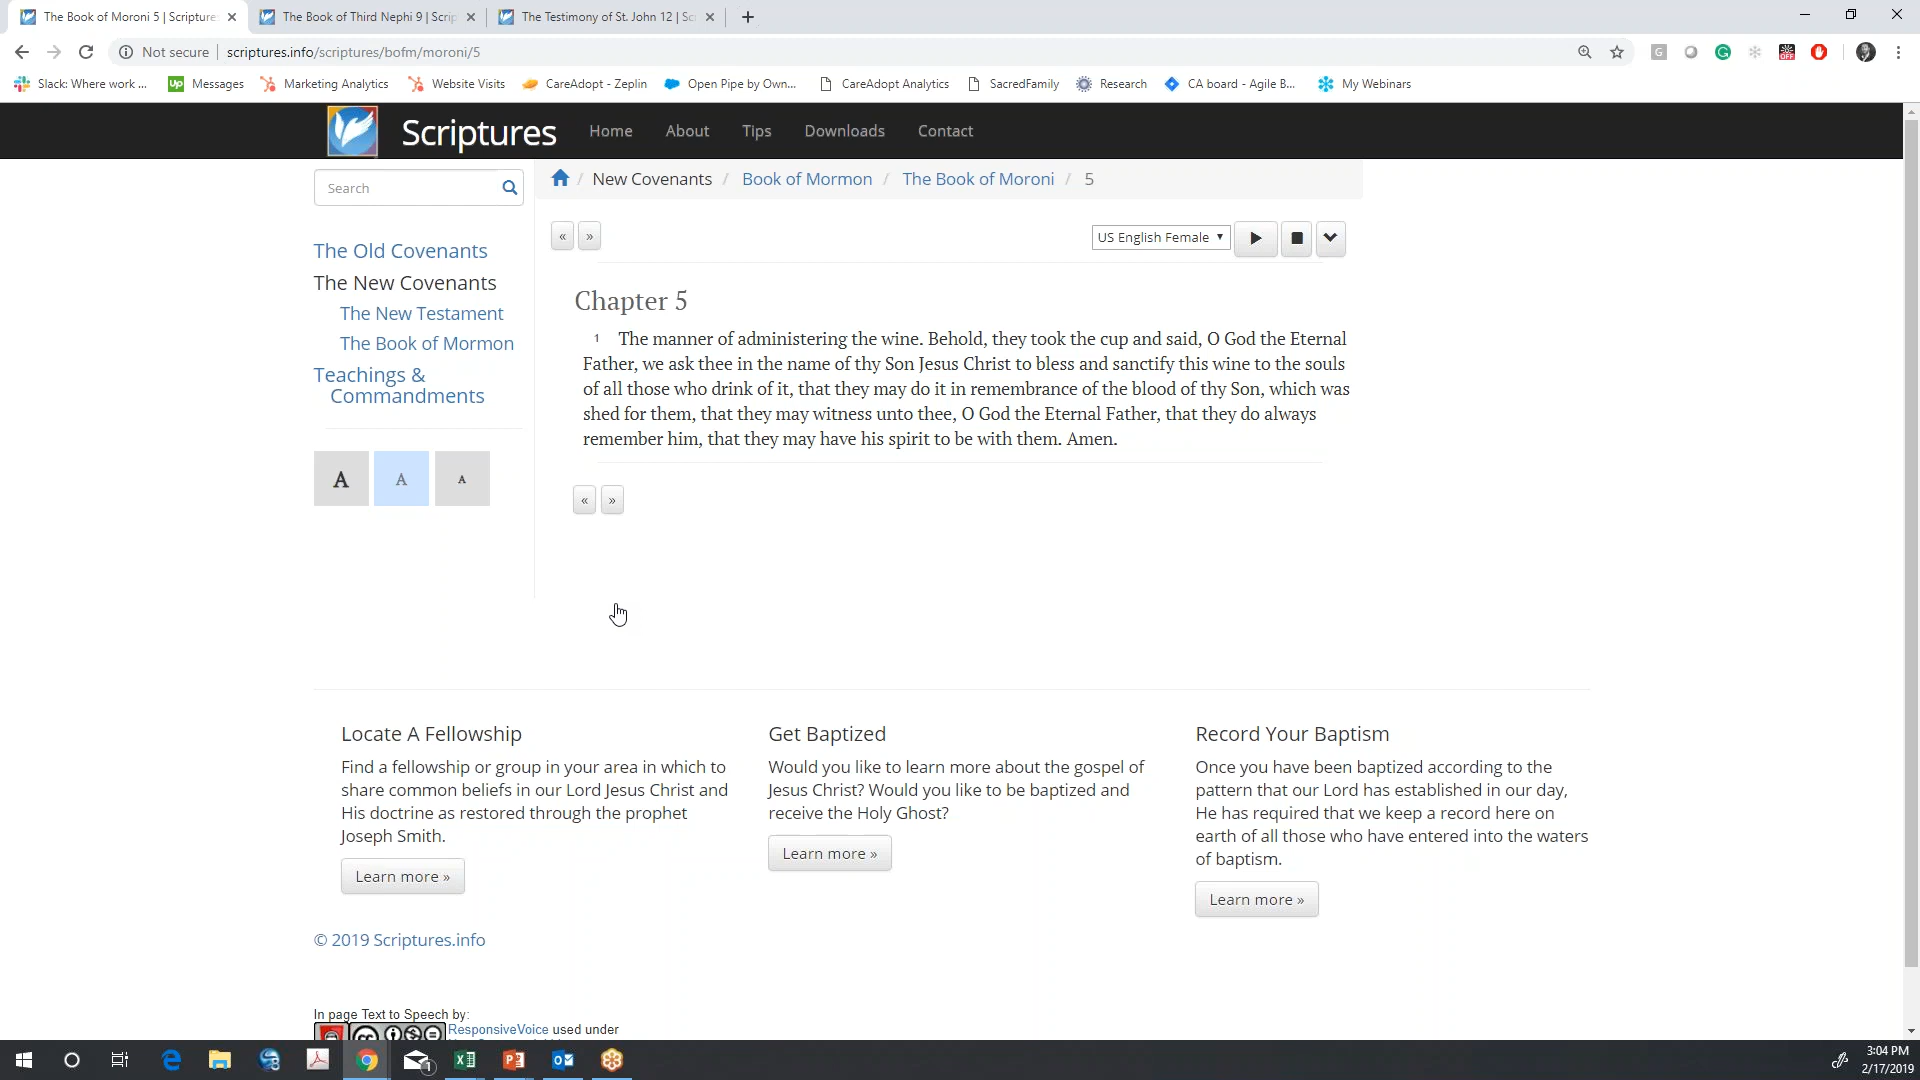 The Book of Moroni 5 | Scripture
The Book of Third Nephi 9 | Scrip
The Testimony of St. John 12 | Sc
Not secure | scriptures.info/scriptures/bofm/moroni/5
Slack: Where work ...
Messages
Marketing Analytics
Website Visits
CareAdopt - Zeplin
Open Pipe by Own...
CareAdopt Analytics
SacredFamily
Research
CA board - Agile B...
My Webinars
Scriptures
Home
About
Tips
Downloads
Contact
Search
/ New Covenants / Book of Mormon / The Book of Moroni / 5
« »
US English Female
The Old Covenants
The New Covenants
The New Testament
The Book of Mormon
Teachings &
Commandments
A A A
Chapter 5
1 The manner of administering the wine. Behold, they took the cup and said, O God the Eternal
Father, we ask thee in the name of thy Son Jesus Christ to bless and sanctify this wine to the souls
of all those who drink of it, that they may do it in remembrance of the blood of thy Son, which was
shed for them, that they may witness unto thee, O God the Eternal Father, that they do always
remember him, that they may have his spirit to be with them. Amen.
« »
Locate A Fellowship
Find a fellowship or group in your area in which to
share common beliefs in our Lord Jesus Christ and
His doctrine as restored through the prophet
Joseph Smith.
Learn more »
Get Baptized
Would you like to learn more about the gospel of
Jesus Christ? Would you like to be baptized and
receive the Holy Ghost?
Learn more »
Record Your Baptism
Once you have been baptized according to the
pattern that our Lord has established in our day,
He has required that we keep a record here on
earth of all those who have entered into the waters
of baptism.
Learn more »
© 2019 Scriptures.info
In page Text to Speech by:
ResponsiveVoice used under
3:04 PM
2/17/2019